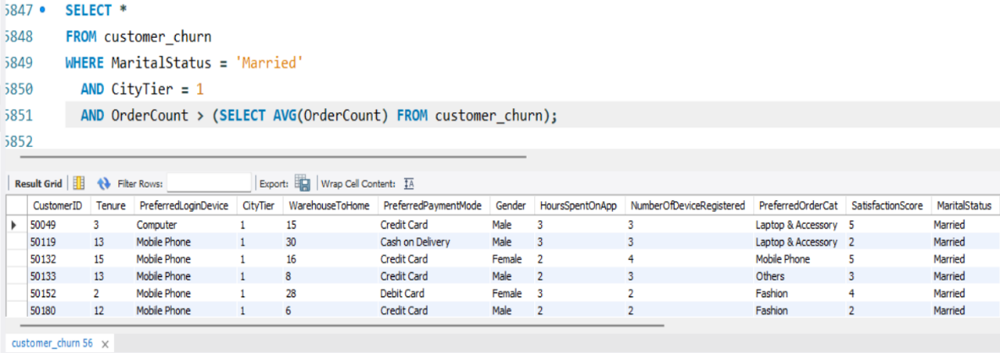 5847 SELECT *
5848 FROM customer_churn
5849 WHERE MaritalStatus = 'Married'
5850 AND CityTier = 1
5851 AND OrderCount > (SELECT AVG(OrderCount) FROM customer_churn);
5852
Result Grid Filter Rows: Export: Wrap Cell Content: IA
CustomerID Tenure PreferredLoginDevice CityTier WarehouseToHome PreferredPaymentMode Gender HoursSpentOnApp NumberOfDeviceRegistered PreferredOrderCat SatisfactionScore MaritalStatus
50049 3 Computer 1 15 Credit Card Male 3 3 Laptop & Accessory 5 Married
50119 13 Mobile Phone 1 30 Cash on Delivery Male 3 3 Laptop & Accessory 2 Married
50132 15 Mobile Phone 1 16 Credit Card Female 2 4 Mobile Phone 5 Married
50133 13 Mobile Phone 1 8 Credit Card Male 2 3 Others 3 Married
50152 2 Mobile Phone 1 28 Debit Card Female 3 2 Fashion 4 Married
50180 12 Mobile Phone 1 6 Credit Card Male 2 2 Fashion 2 Married
customer_churn 56 ×